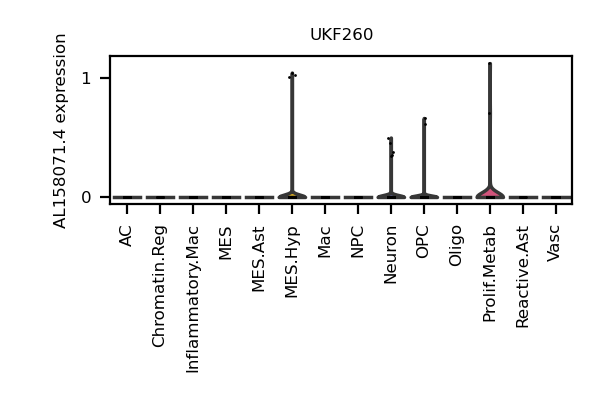 UKF260
AL158071.4 expression
1
0
AC
Chromatin.Reg
Inflammatory.Mac
MES
MES.Ast
MES.Hyp
Mac
NPC
Neuron
OPC
Oligo
Prolif.Metab
Reactive.Ast
Vasc